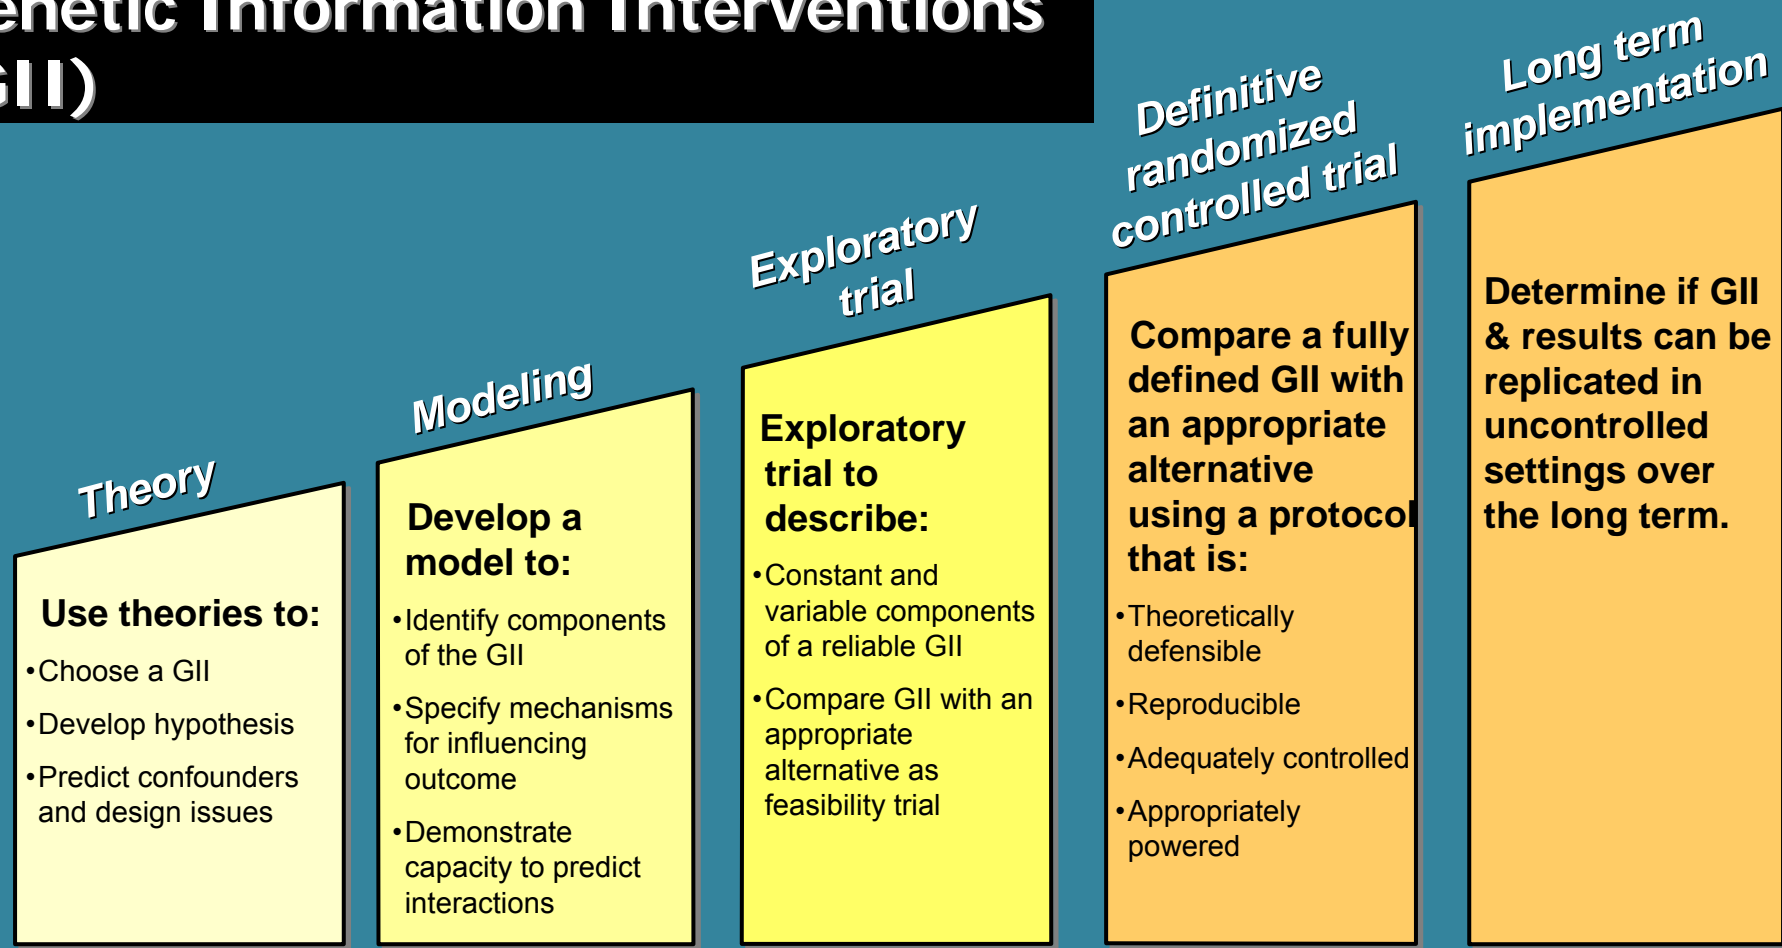 enetic Information Interventions
GII)
Theory
Use theories to:
•Choose a GII
•Develop hypothesis
•Predict confounders
and design issues
Modeling
Develop a
model to:
•Identify components
of the GII
•Specify mechanisms
for influencing
outcome
•Demonstrate
capacity to predict
interactions
Exploratory
trial
Exploratory
trial to
describe:
•Constant and
variable components
of a reliable GII
•Compare GII with an
appropriate
alternative as
feasibility trial
Definitive
randomized
controlled trial
Compare a fully
defined GII with
an appropriate
alternative
using a protocol
that is:
•Theoretically
defensible
•Reproducible
•Adequately controlled
•Appropriately
powered
Long term
implementation
Determine if GII
& results can be
replicated in
uncontrolled
settings over
the long term.